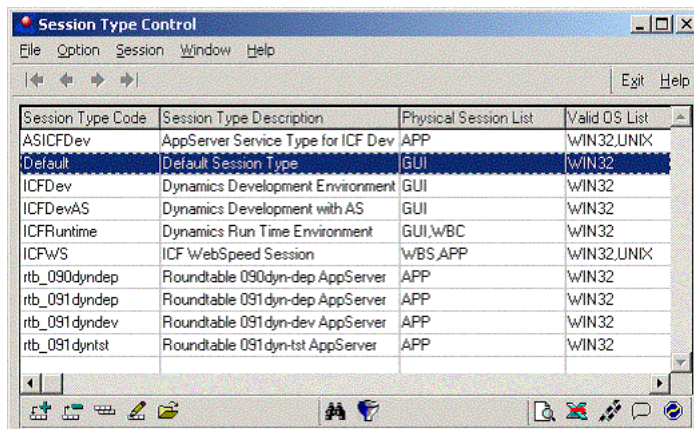 Session Type Control
File Option Session Window Help
Exit Help
Session Type Code Session Type Description Physical Session List Valid OS List
ASICFDev AppServer Service Type for ICF Dev APP WIN32,UNIX
Default Default Session Type GUI WIN32
ICFDev Dynamics Development Environment GUI WIN32
ICFDevAS Dynamics Development with AS GUI WIN32
ICFRuntime Dynamics Run Time Environment GUI,WBC WIN32
ICFWS ICF WebSpeed Session WBS,APP WIN32,UNIX
rtb_090dyndep Roundtable 090dyn-dep AppServer APP WIN32
rtb_091dyndep Roundtable 091dyn-dep AppServer APP WIN32
rtb_091dyndev Roundtable 091dyn-dev AppServer APP WIN32
rtb_091dyntst Roundtable 091dyn-tst AppServer APP WIN32